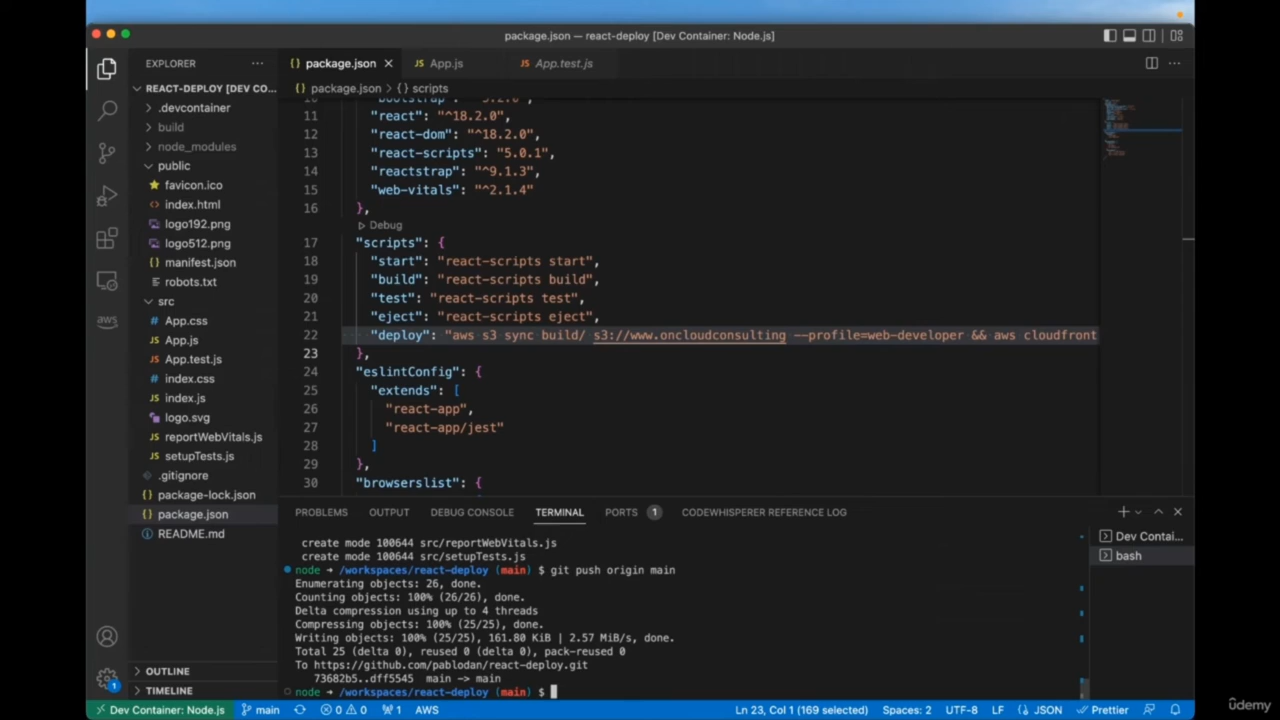 package.json — react-deploy [Dev Container: Node.js]
EXPLORER
package.json
App.js
App.test.js
REACT-DEPLOY [DEV CO...
package.json > {} scripts
.devcontainer
build
node_modules
public
favicon.ico
index.html
logo192.png
logo512.png
manifest.json
robots.txt
src
App.css
App.js
App.test.js
index.css
index.js
logo.svg
reportWebVitals.js
setupTests.js
.gitignore
package-lock.json
package.json
README.md
OUTLINE
TIMELINE
11 "react": "^18.2.0",
12 "react-dom": "^18.2.0",
13 "react-scripts": "5.0.1",
14 "reactstrap": "^9.1.3",
15 "web-vitals": "^2.1.4"
16 },
Debug
17 "scripts": {
18 "start": "react-scripts start",
19 "build": "react-scripts build",
20 "test": "react-scripts test",
21 "eject": "react-scripts eject",
22 "deploy": "aws s3 sync build/ s3://www.oncloudconsulting --profile=web-developer && aws cloudfront
23 },
24 "eslintConfig": {
25 "extends": [
26 "react-app",
27 "react-app/jest"
28 ]
29 },
30 "browserslist": {
PROBLEMS OUTPUT DEBUG CONSOLE TERMINAL PORTS 1 CODEWHISPERER REFERENCE LOG
Dev Contai...
bash
create mode 100644 src/reportWebVitals.js
create mode 100644 src/setupTests.js
node → /workspaces/react-deploy (main) $ git push origin main
Enumerating objects: 26, done.
Counting objects: 100% (26/26), done.
Delta compression using up to 4 threads
Compressing objects: 100% (25/25), done.
Writing objects: 100% (25/25), 161.80 KiB | 2.57 MiB/s, done.
Total 25 (delta 0), reused 0 (delta 0), pack-reused 0
To https://github.com/pablodan/react-deploy.git
73682b5..dff5545 main -> main
node → /workspaces/react-deploy (main) $
1
Dev Container: Node.js main 0 0 1 AWS Ln 23, Col 1 (169 selected) Spaces: 2 UTF-8 LF {} JSON Prettier
ûdemy